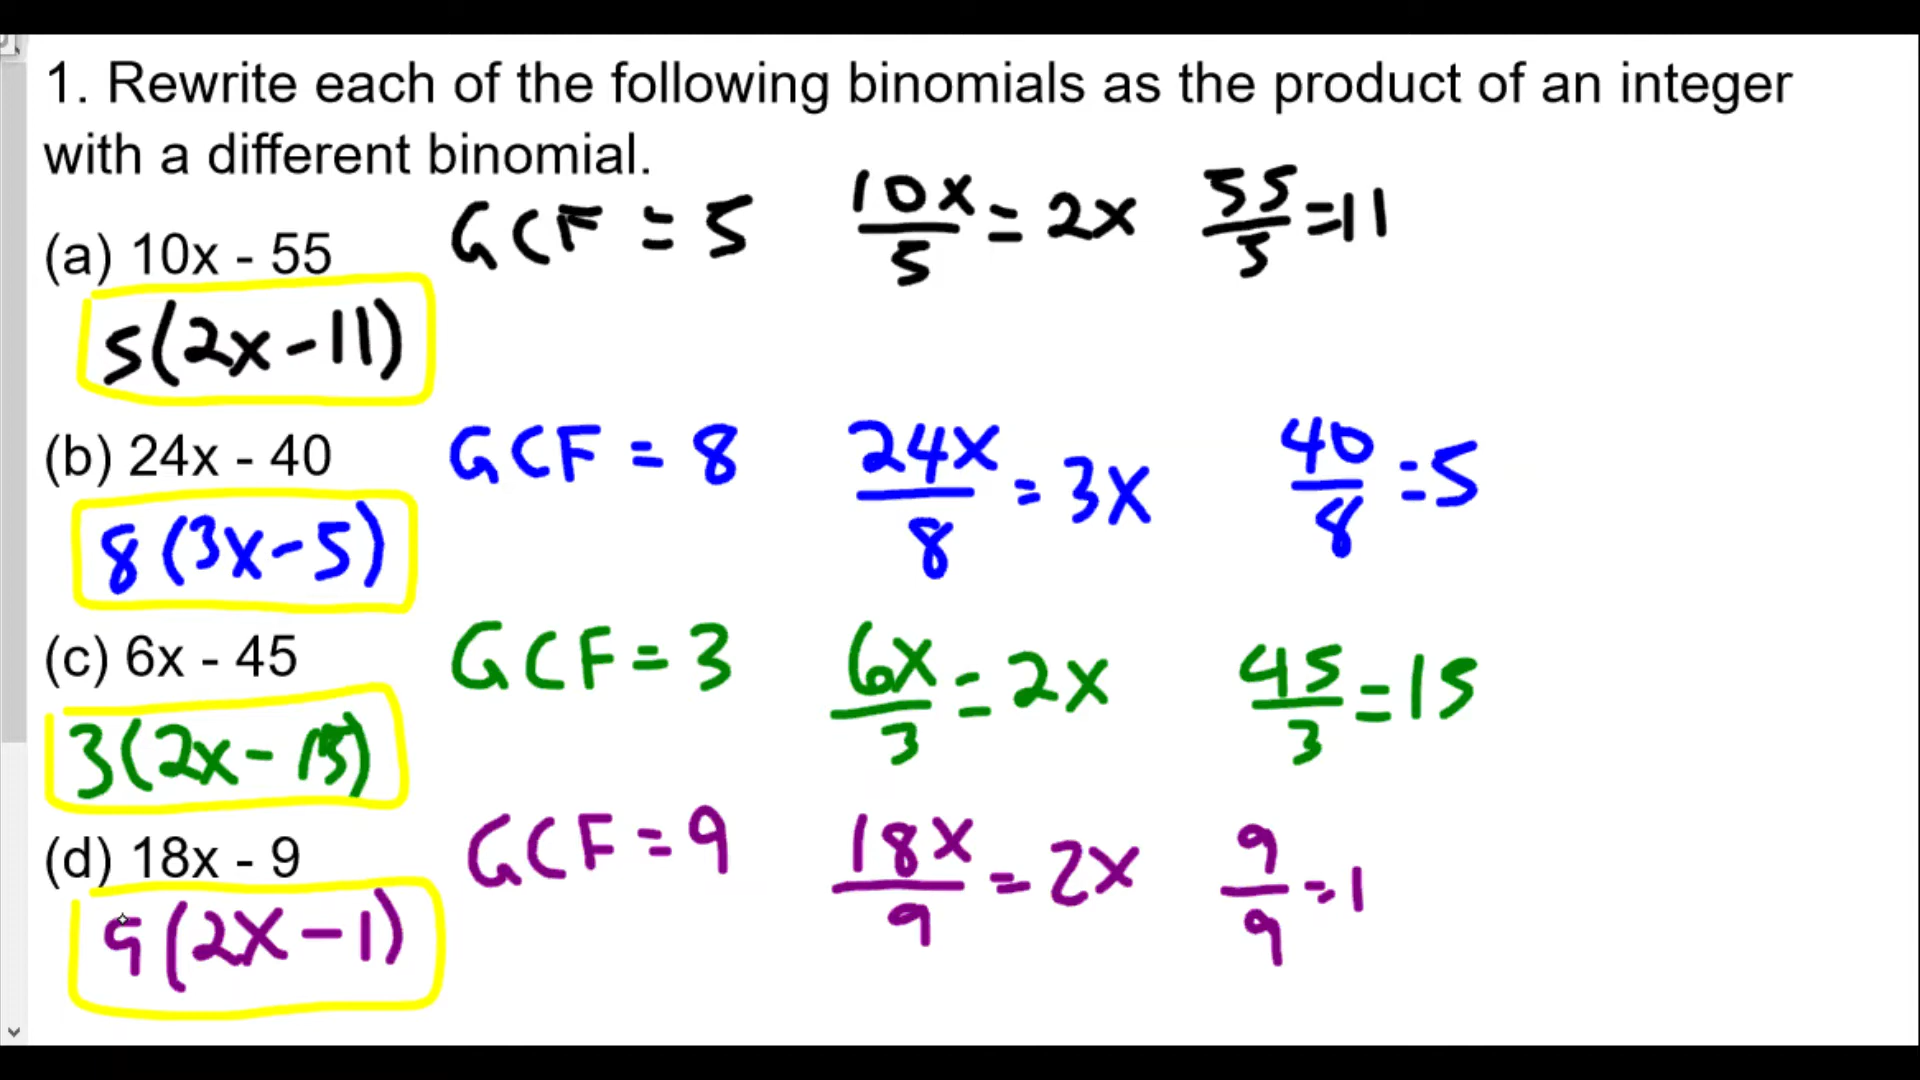 1. Rewrite each of the following binomials as the product of an integer
with a different binomial.
(a) 10x - 55 GCF = 5 10x/5 = 2x 55/5 = 11
5(2x - 11)
(b) 24x - 40 GCF = 8 24x/8 = 3x 40/8 = 5
8(3x - 5)
(c) 6x - 45 GCF = 3 6x/3 = 2x 45/3 = 15
3(2x - 15)
(d) 18x - 9 GCF = 9 18x/9 = 2x 9/9 = 1
9(2x - 1)